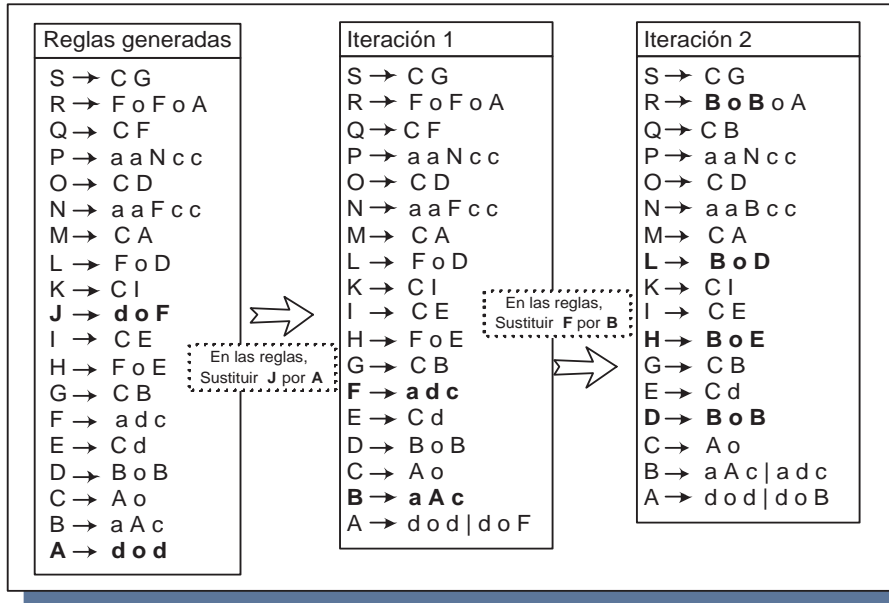 Reglas generadas
S → C G
R → F o F o A
Q → C F
P → a a N c c
O → C D
N → a a F c c
M → C A
L → F o D
K → C I
J → d o F
I → C E
H → F o E
G → C B
F → a d c
E → C d
D → B o B
C → A o
B → a A c
A → d o d
En las reglas,
Sustituir J por A
Iteración 1
S → C G
R → F o F o A
Q → C F
P → a a N c c
O → C D
N → a a F c c
M → C A
L → F o D
K → C I
I → C E
H → F o E
G → C B
F → a d c
E → C d
D → B o B
C → A o
B → a A c
A → d o d | d o F
En las reglas,
Sustituir F por B
Iteración 2
S → C G
R → B o B o A
Q → C B
P → a a N c c
O → C D
N → a a B c c
M → C A
L → B o D
K → C I
I → C E
H → B o E
G → C B
E → C d
D → B o B
C → A o
B → a A c | a d c
A → d o d | d o B